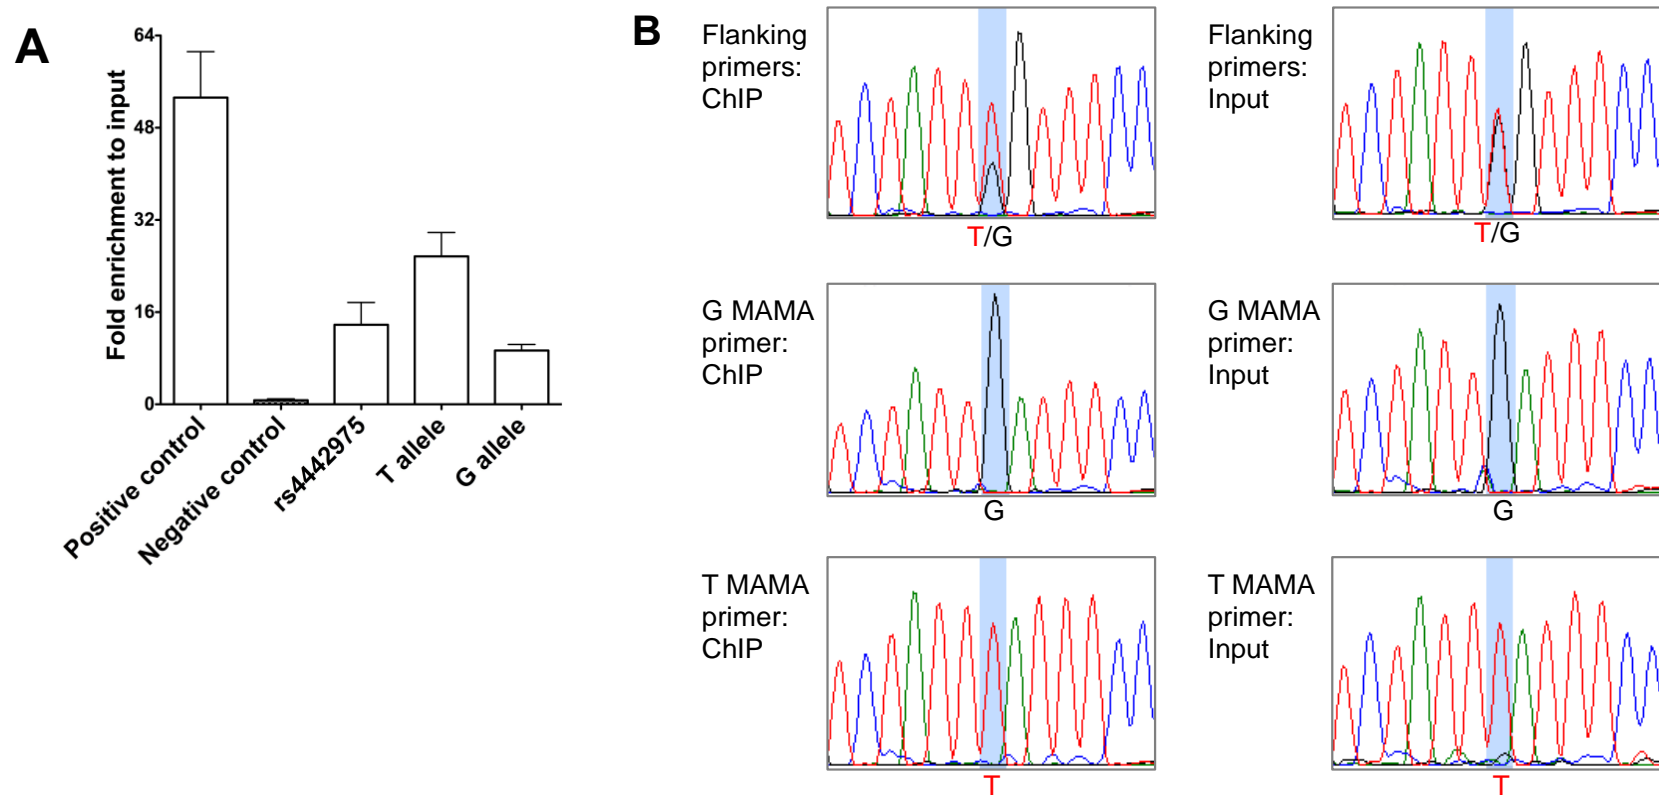 A
Fold enrichment to input
64
48
32
16
0
Positive control
Negative control
rs4442975
T allele
G allele
B
Flanking
primers:
ChIP
T/G
Flanking
primers:
Input
T/G
G MAMA
primer:
ChIP
G
G MAMA
primer:
Input
G
T MAMA
primer:
ChIP
T
T MAMA
primer:
Input
T